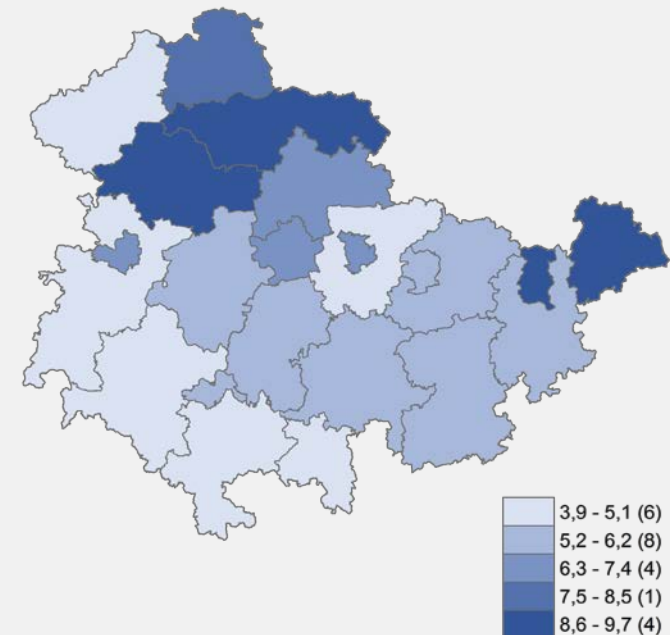 3,9 - 5,1 (6)
5,2 - 6,2 (8)
6,3 - 7,4 (4)
7,5 - 8,5 (1)
8,6 - 9,7 (4)